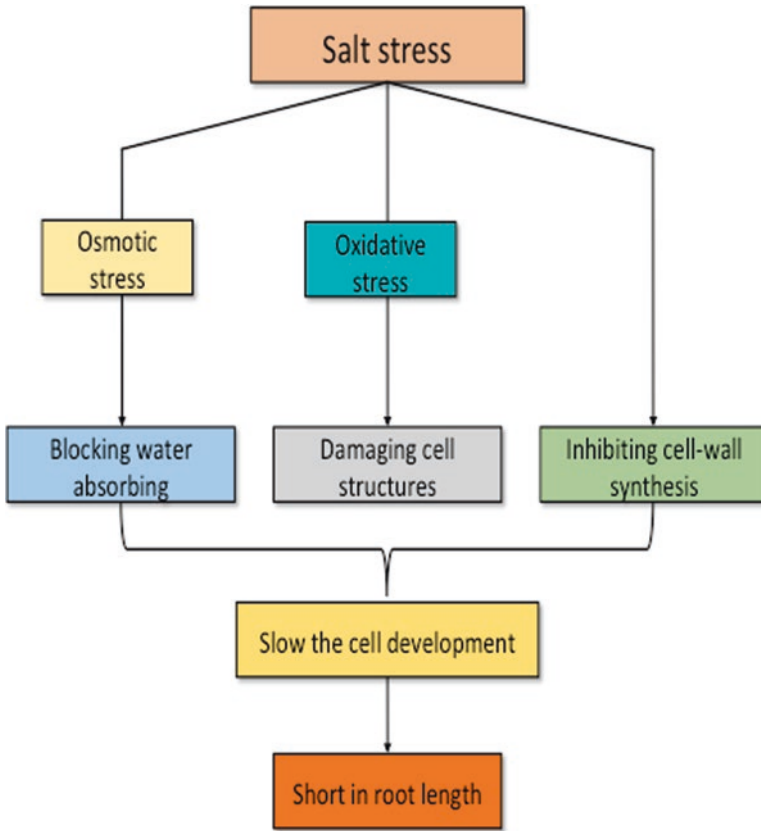 Salt stress
Osmotic
stress
Oxidative
stress
Blocking water
absorbing
Damaging cell
structures
Inhibiting cell-wall
synthesis
Slow the cell development
Short in root length